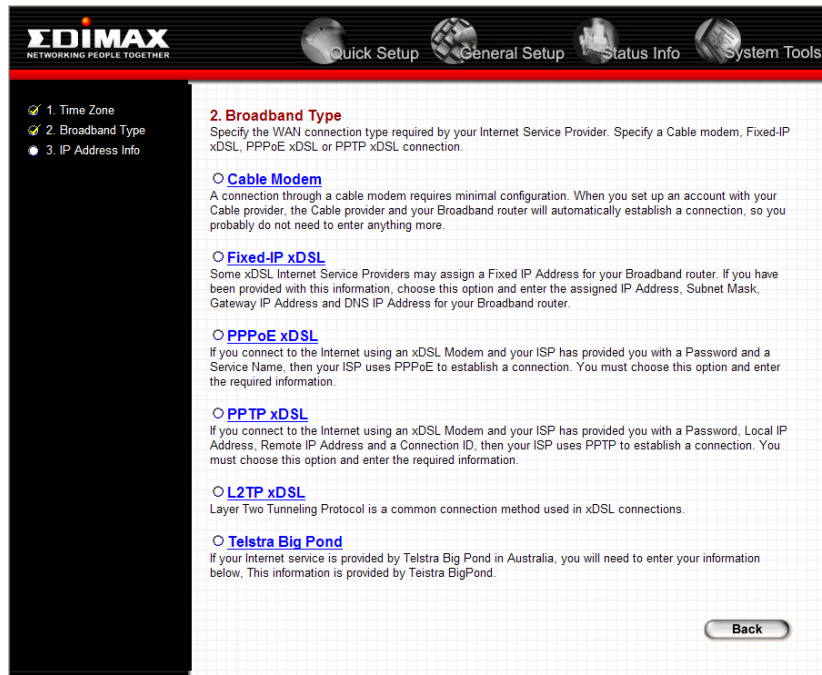 EDIMAX
NETWORKING PEOPLE TOGETHER
Quick Setup
General Setup
Status Info
System Tools
1. Time Zone
2. Broadband Type
3. IP Address Info
2. Broadband Type
Specify the WAN connection type required by your Internet Service Provider. Specify a Cable modem, Fixed-IP
xDSL, PPPoE xDSL or PPTP xDSL connection.
Cable Modem
A connection through a cable modem requires minimal configuration. When you set up an account with your
Cable provider, the Cable provider and your Broadband router will automatically establish a connection, so you
probably do not need to enter anything more.
Fixed-IP xDSL
Some xDSL Internet Service Providers may assign a Fixed IP Address for your Broadband router. If you have
been provided with this information, choose this option and enter the assigned IP Address, Subnet Mask,
Gateway IP Address and DNS IP Address for your Broadband router.
PPPoE xDSL
If you connect to the Internet using an xDSL Modem and your ISP has provided you with a Password and a
Service Name, then your ISP uses PPPoE to establish a connection. You must choose this option and enter
the required information.
PPTP xDSL
If you connect to the Internet using an xDSL Modem and your ISP has provided you with a Password, Local IP
Address, Remote IP Address and a Connection ID, then your ISP uses PPTP to establish a connection. You
must choose this option and enter the required information.
L2TP xDSL
Layer Two Tunneling Protocol is a common connection method used in xDSL connections.
Telstra Big Pond
If your Internet service is provided by Telstra Big Pond in Australia, you will need to enter your information
below, This information is provided by Teistra BigPond.
Back